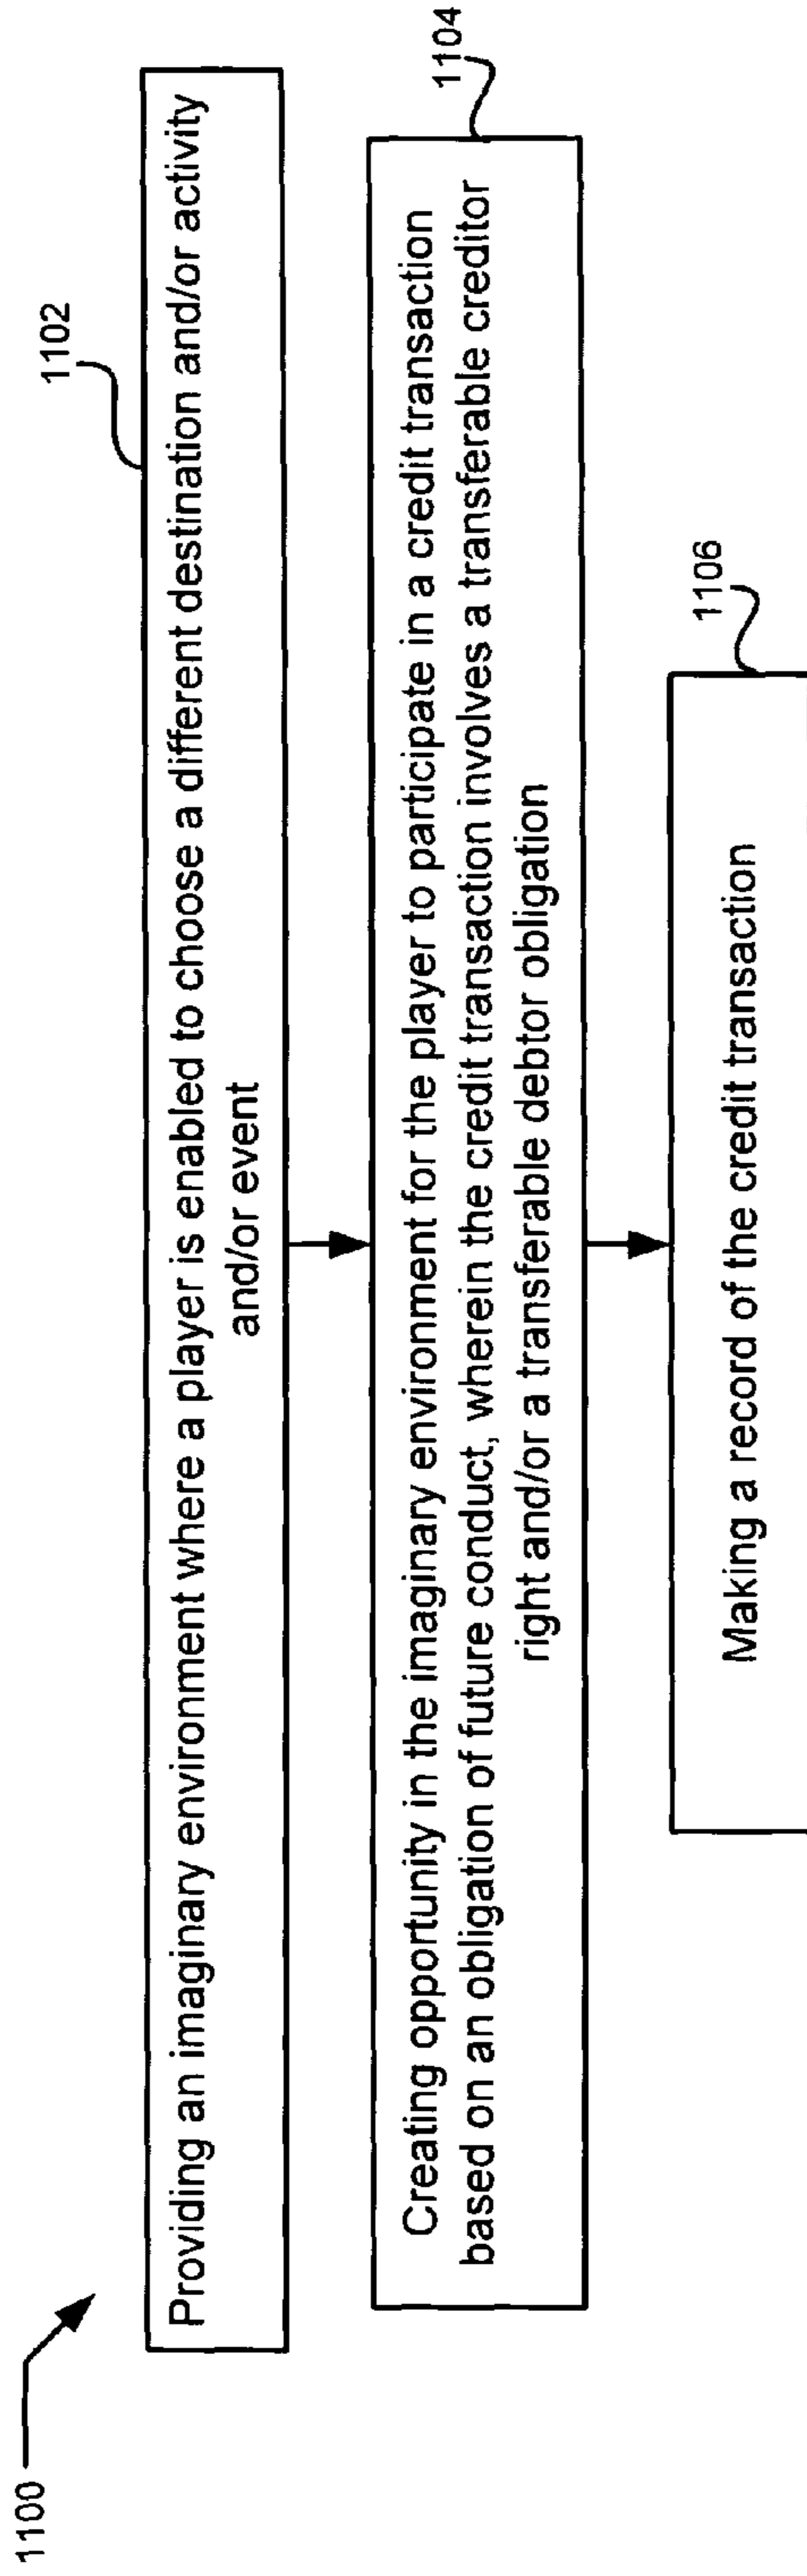 1100
1102
Providing an imaginary environment where a player is enabled to choose a different destination and/or activity
and/or event
1104
Creating opportunity in the imaginary environment for the player to participate in a credit transaction
based on an obligation of future conduct, wherein the credit transaction involves a transferable creditor
right and/or a transferable debtor obligation
1106
Making a record of the credit transaction